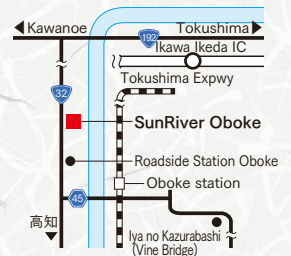 ◀Kawanoe
Tokushima▶
192
Ikawa Ikeda IC
Tokushima Expwy
32
SunRiver Oboke
Roadside Station Oboke
Oboke station
45
高知
▼
Iya no Kazurabashi
(Vine Bridge)